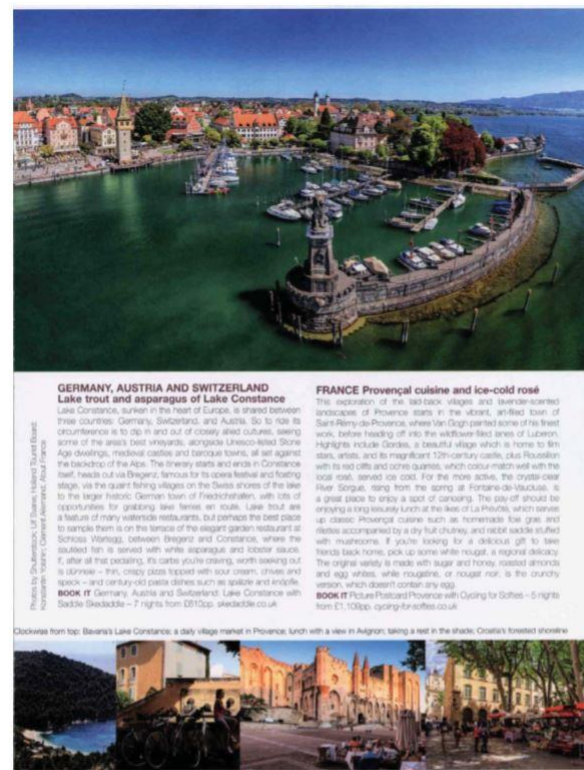 GERMANY, AUSTRIA AND SWITZERLAND
Lake trout and asparagus of Lake Constance
Lake Constance, sunken in the heart of Europe, is shared between
three countries: Germany, Switzerland, and Austria. So to ride its
circumference is to dip in and out of closely allied cultures, seeing
some of the area's best vineyards, alongside Unesco-listed Stone
Age dwellings, medieval castles and baroque towns, all set against
the backdrop of the Alps. The itinerary starts and ends in Constance
itself, heads out via Bregenz, famous for its opera festival and floating
stage, via the quaint fishing villages on the Swiss shores of the lake
to the larger historic German town of Friedrichshafen, with lots of
opportunities for grabbing lake ferries en route. Lake trout are
a feature of many waterside restaurants, but perhaps the best place
to sample them is on the terrace of the elegant garden restaurant at
Schloss Wartegg, between Bregenz and Constance, where the
sautéed fish is served with white asparagus and lobster sauce.
If, after all that pedaling, it's carbs you're craving, worth seeking out
is dünnele – thin, crispy pizza topped with sour cream, chives and
speck – and century-old pasta dishes such as spätzle and knöpfle.
BOOK IT Germany, Austria and Switzerland: Lake Constance with
Saddle Skedaddle – 7 nights from £810pp. skedaddle.co.uk
FRANCE Provençal cuisine and ice-cold rosé
This exploration of the laid-back villages and lavender-scented
landscapes of Provence starts in the vibrant, art-filled town of
Saint-Rémy-de-Provence, where Van Gogh painted some of his finest
work, before heading off into the wildflower-filled lanes of Luberon.
Highlights include Gordes, a beautiful village which is home to film
stars, artists, and its magnificent 12th-century castle, plus Roussillon
with its red cliffs and ochre quarries, which colour-match well with the
local rosé, served ice cold. For the more active, the crystal-clear
River Sorgue, rising from the spring at Fontaine-de-Vaucluse, is
a great place to enjoy a spot of canoeing. The pay-off should be
enjoying a long leisurely lunch at the likes of La Prévôté, which serves
up classic Provençal cuisine such as homemade foie gras and
rillettes accompanied by a dry fruit chutney, and rabbit saddle stuffed
with mushrooms. If you're looking for a delicious gift to take
friends back home, pick up some white nougat, a regional delicacy.
The original variety is made with sugar and honey, roasted almonds
and egg whites, while nougatine, or nougat noir, is the crunchy
version, which doesn't contain any egg.
BOOK IT Picture Postcard Provence with Cycling for Softies – 5 nights
from £1,109pp. cycling-for-softies.co.uk
Photos by Shutterstock; Ulf Svane; Holland Tourist Board;
Clockwise from top: Bavaria's Lake Constance; a daily village market in Provence; lunch with a view in Avignon; taking a rest in the shade; Croatia's forested shoreline